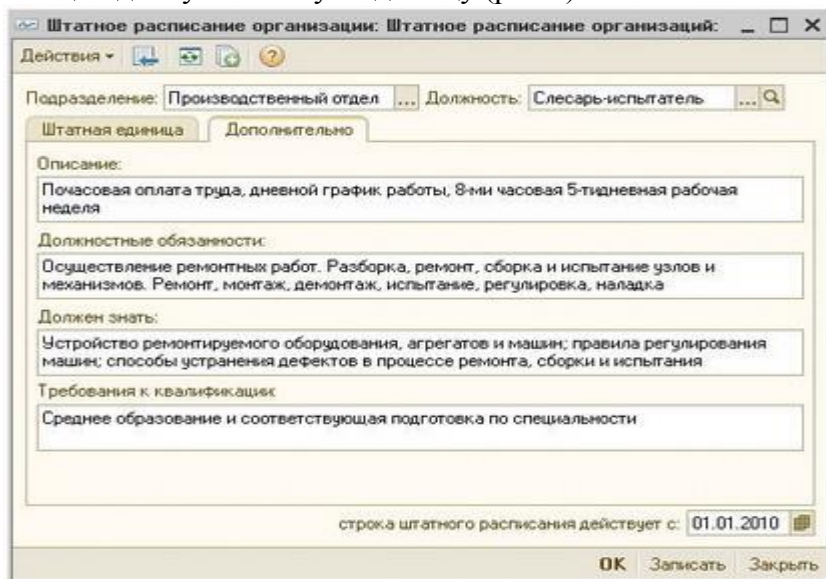 Штатное расписание организации: Штатное расписание организаций:
Действия
Подразделение: Производственный отдел ... Должность: Слесарь-испытатель ...
Штатная единица Дополнительно
Описание:
Почасовая оплата труда, дневной график работы, 8-ми часовая 5-тидневная рабочая
неделя
Должностные обязанности:
Осуществление ремонтных работ. Разборка, ремонт, сборка и испытание узлов и
механизмов. Ремонт, монтаж, демонтаж, испытание, регулировка, наладка
Должен знать:
Устройство ремонтируемого оборудования, агрегатов и машин; правила регулирования
машин; способы устранения дефектов в процессе ремонта, сборки и испытания
Требования к квалификации:
Среднее образование и соответствующая подготовка по специальности
строка штатного расписания действует с: 01.01.2010
OK Записать Закрыть